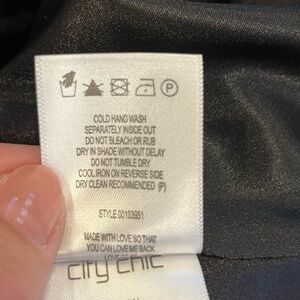 P
COLD HAND WASH
SEPARATELY INSIDE OUT
DO NOT BLEACH OR RUB
DRY IN SHADE WITHOUT DELAY
DO NOT TUMBLE DRY
COOL IRON ON REVERSE SIDE
DRY CLEAN RECOMMENDED (P)
STYLE 00103951
MADE WITH LOVE SO THAT
YOU CAN LOVE ME BACK
city chic